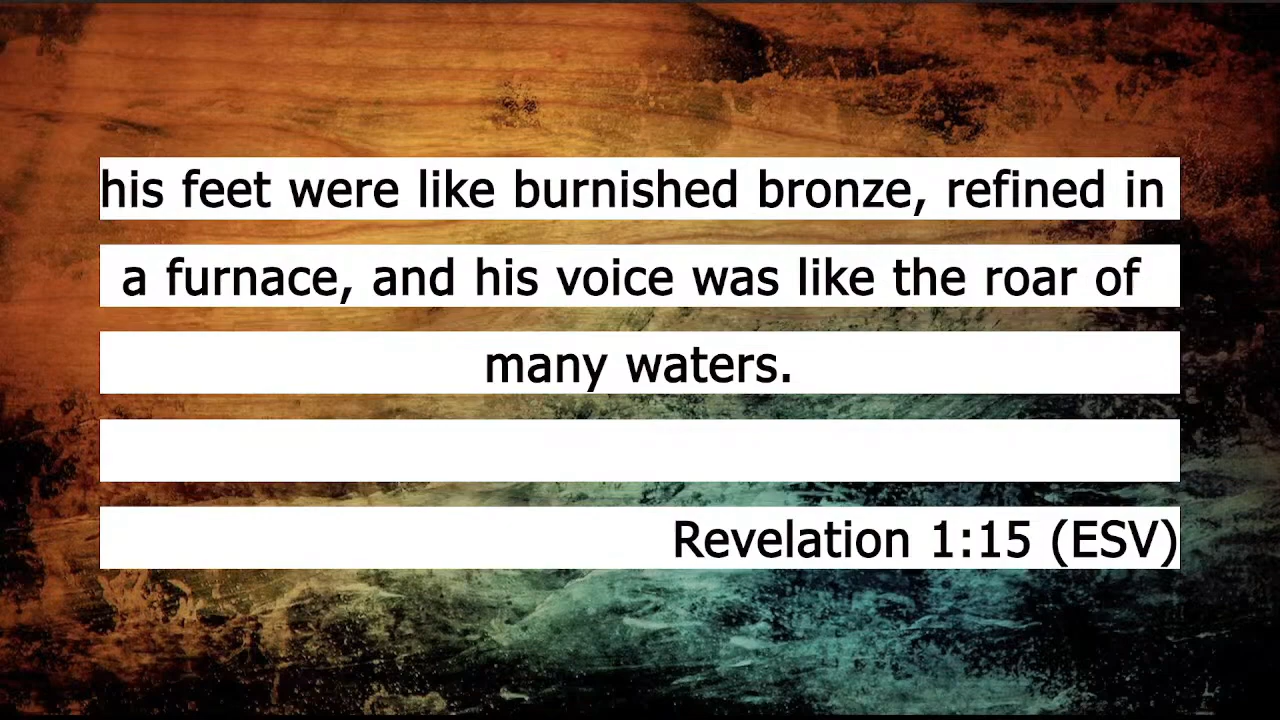 his feet were like burnished bronze, refined in
a furnace, and his voice was like the roar of
many waters.
Revelation 1:15 (ESV)